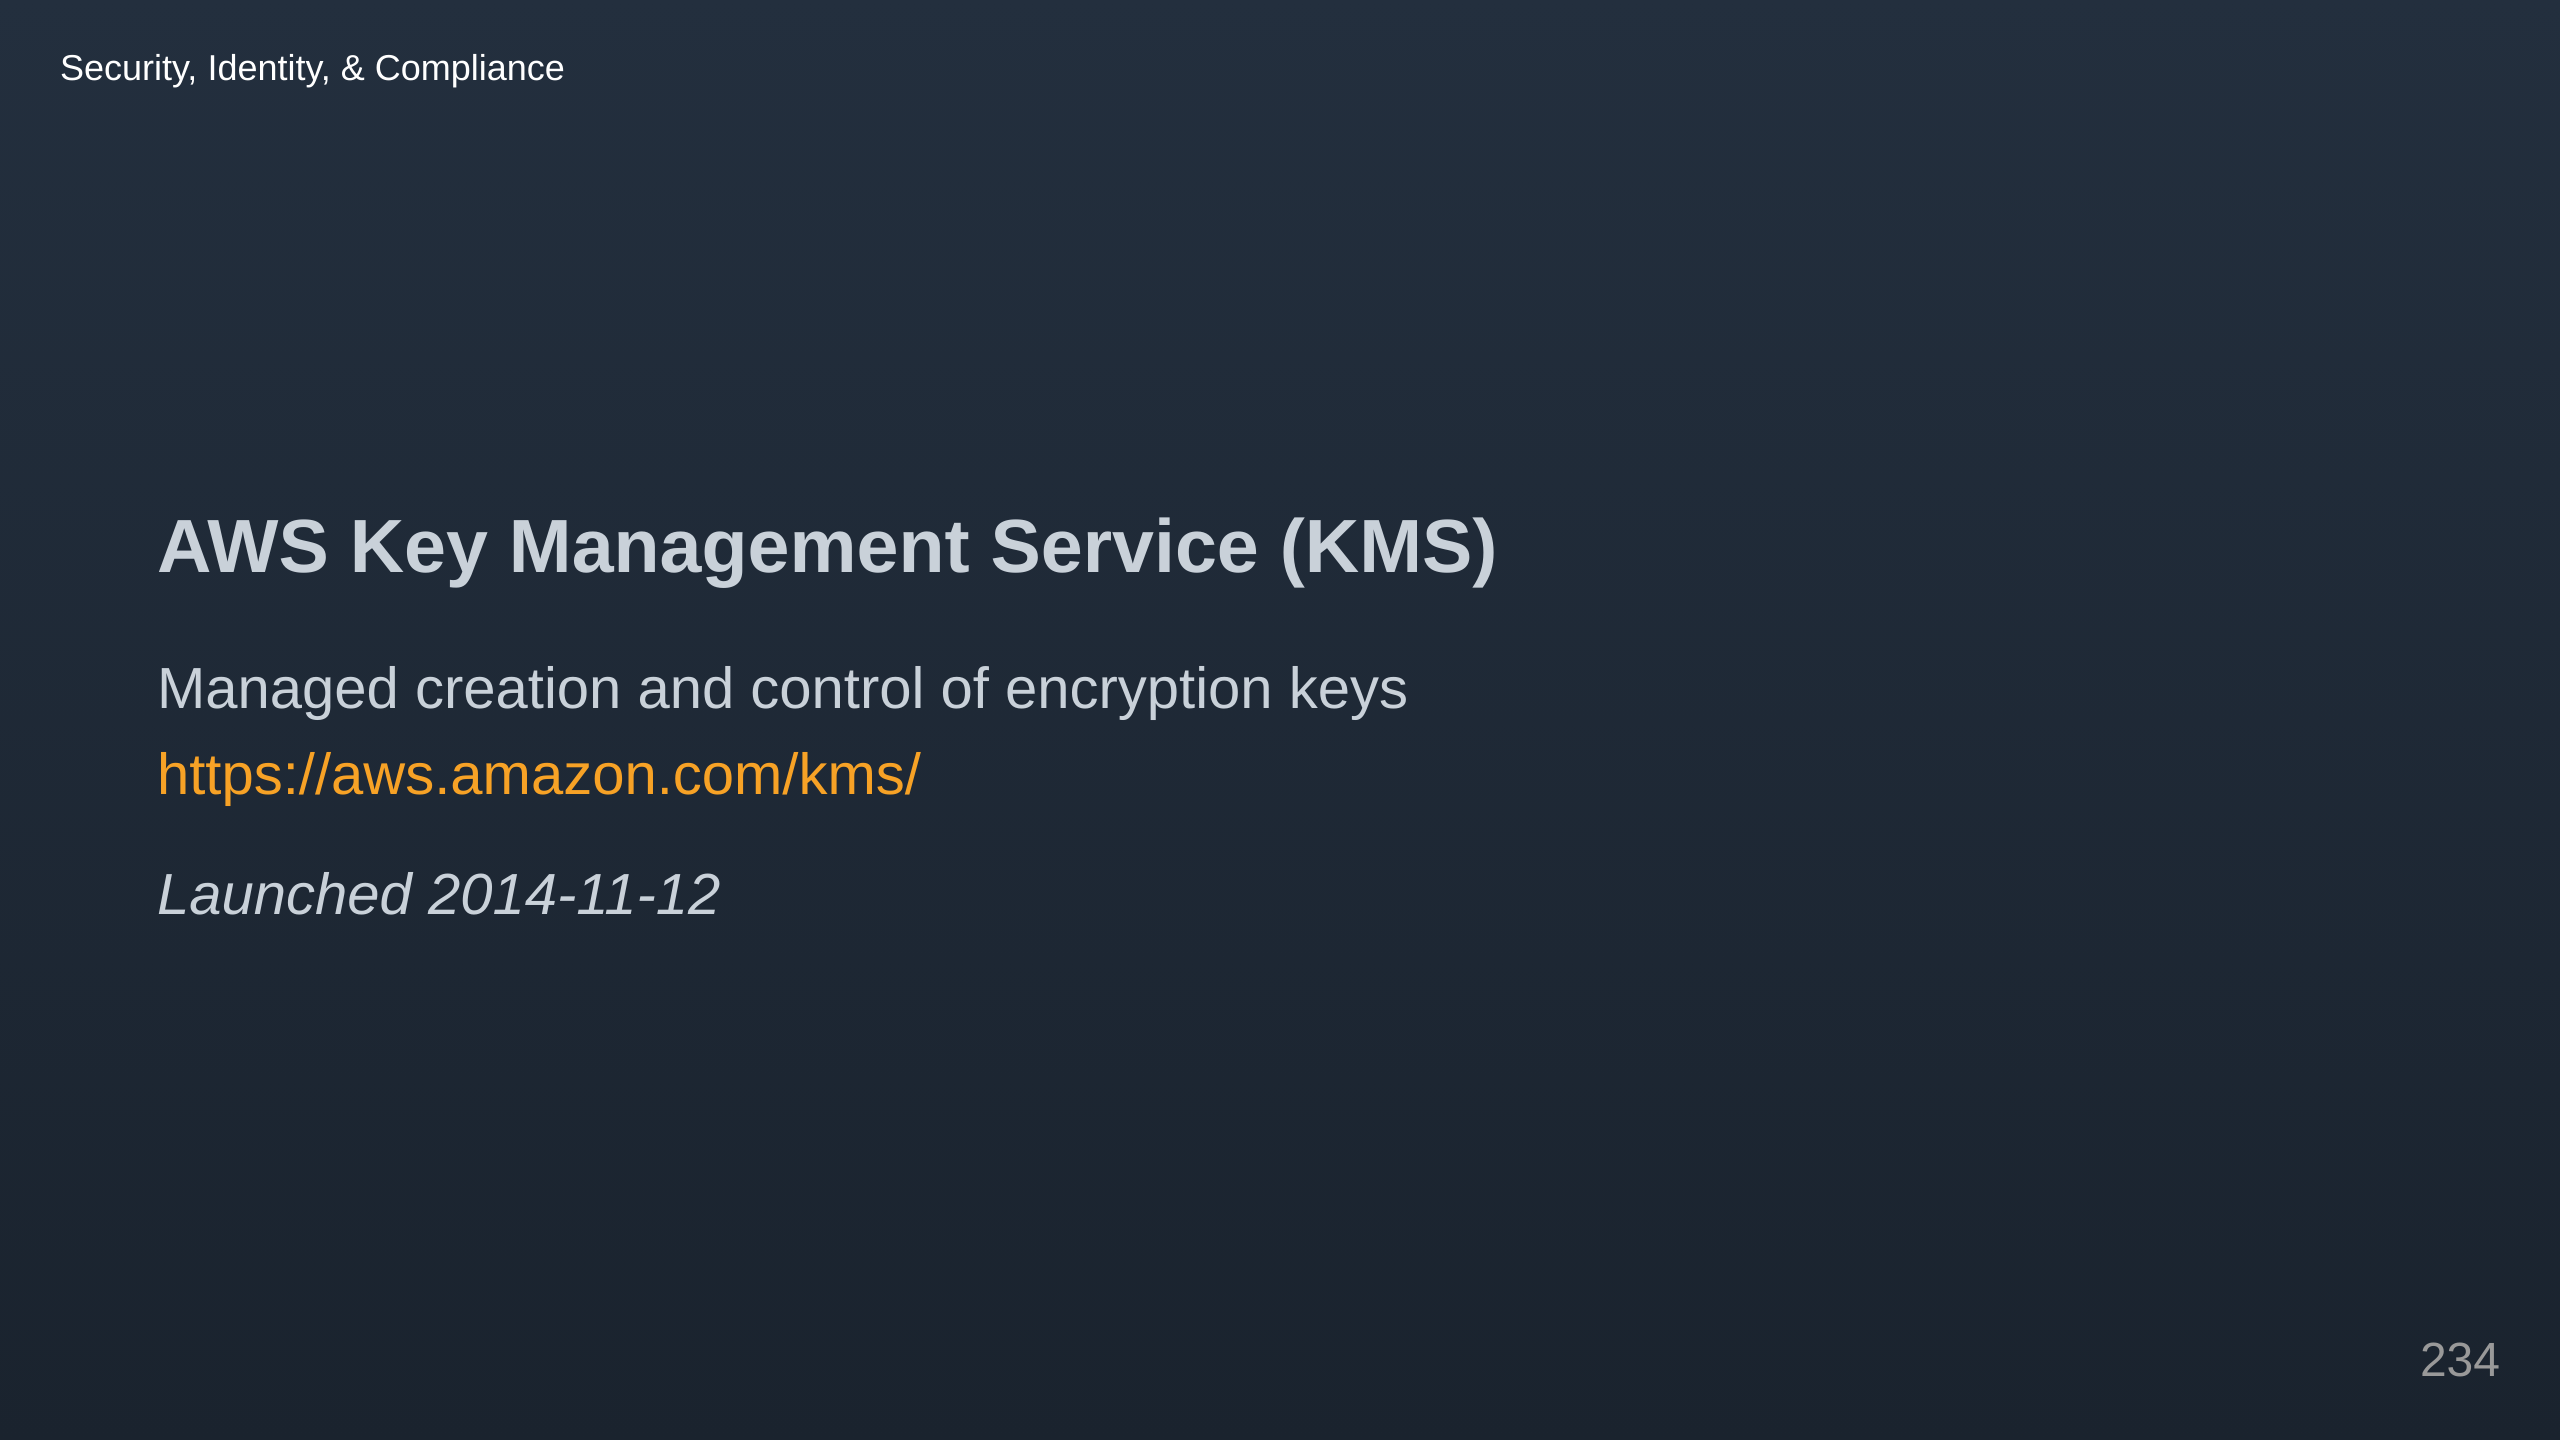 Security, Identity, & Compliance
AWS Key Management Service (KMS)
Managed creation and control of encryption keys
https://aws.amazon.com/kms/
Launched 2014-11-12
234